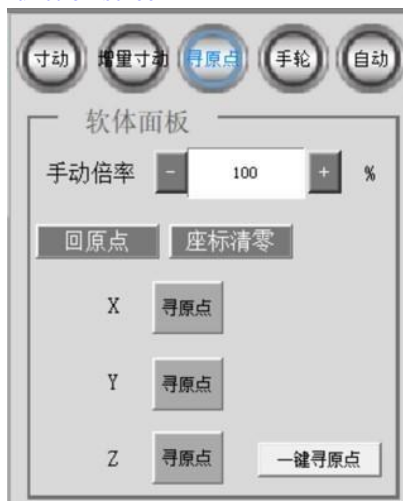 寸动 增量寸动 寻原点 手轮 自动
软体面板
手动倍率 - 100 + %
回原点 座标清零
X 寻原点
Y 寻原点
Z 寻原点 一键寻原点